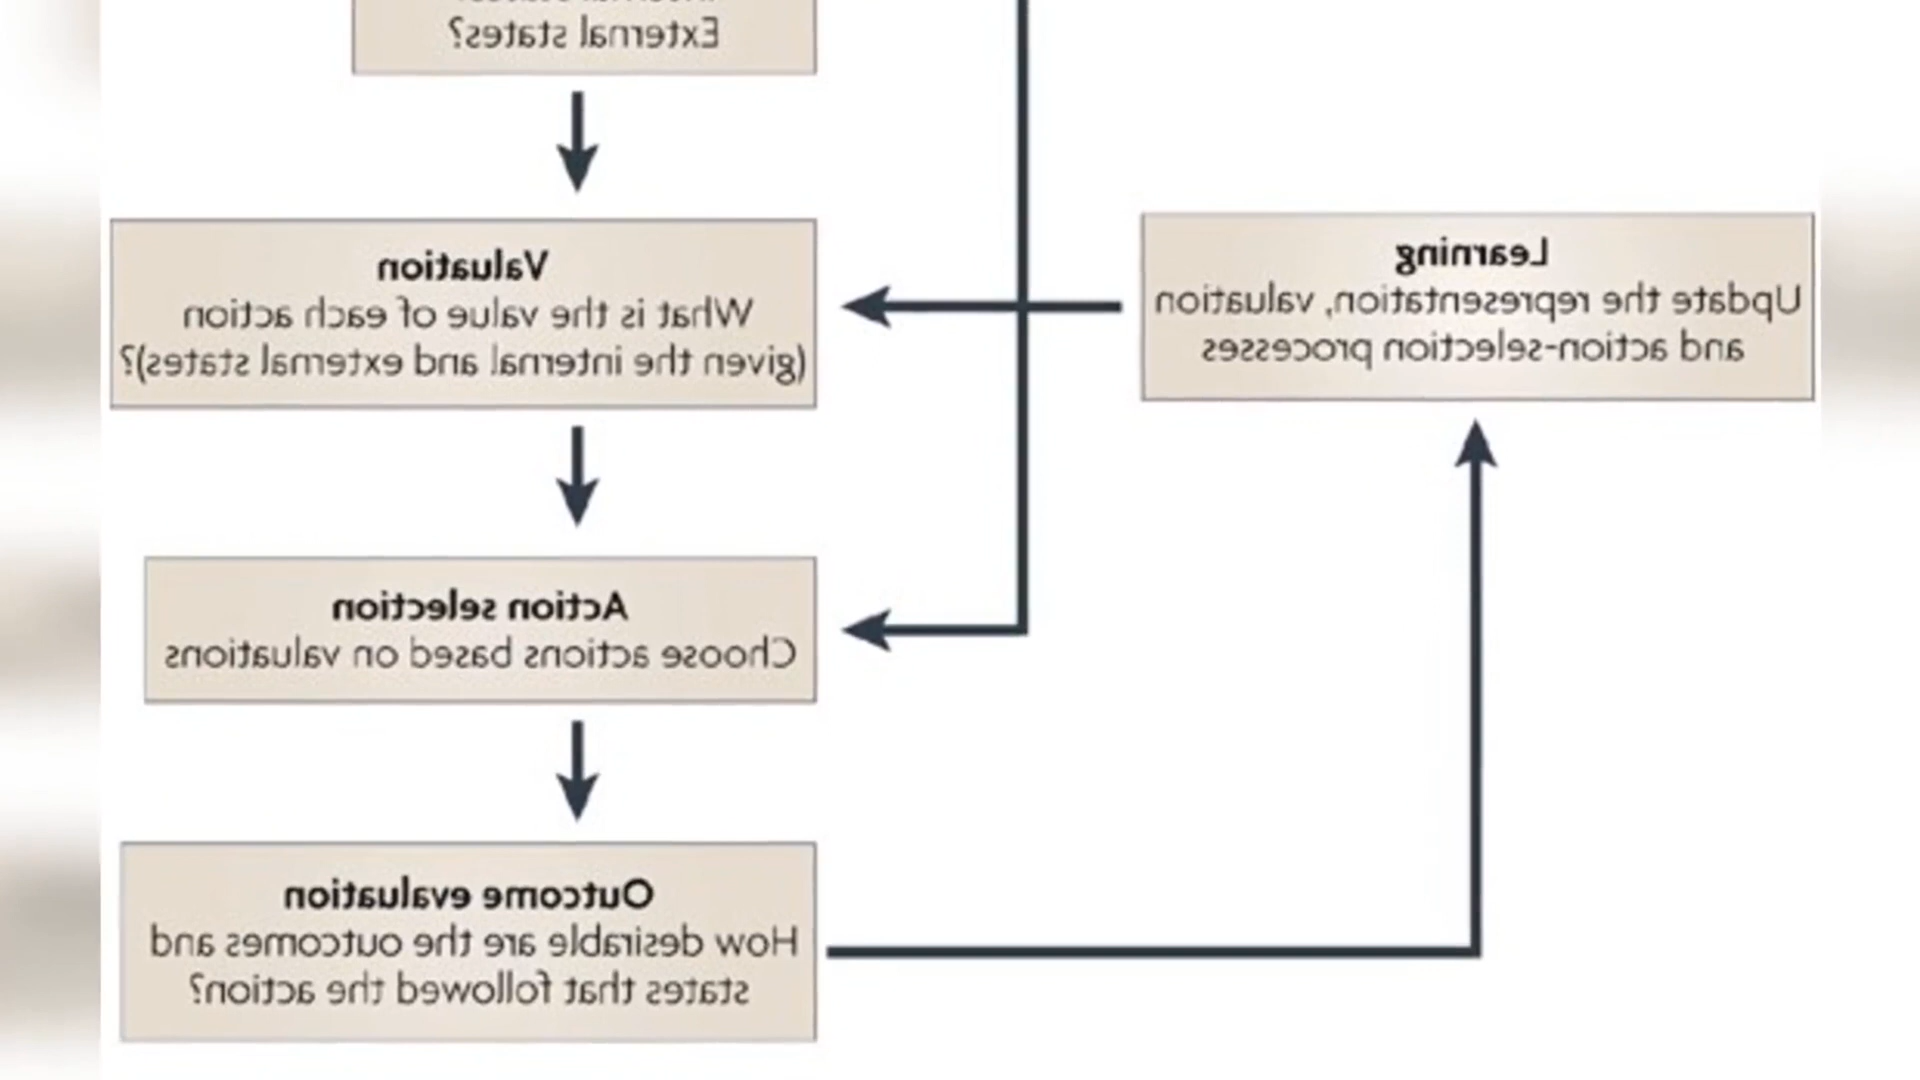 External states?
Valuation
What is the value of each action
(given the internal and external states)?
Learning
Update the representation, valuation
and action-selection processes
Action selection
Choose actions based on valuations
Outcome evaluation
How desirable are the outcomes and
states that followed the action?